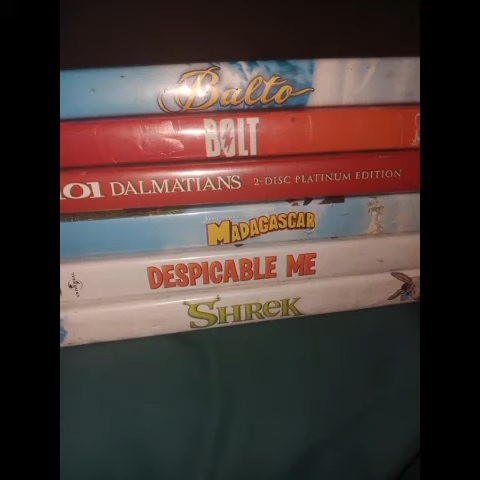 Balto
BOLT
101 DALMATIANS 2-DISC PLATINUM EDITION
MADAGASCAR
DESPICABLE ME
SHREK